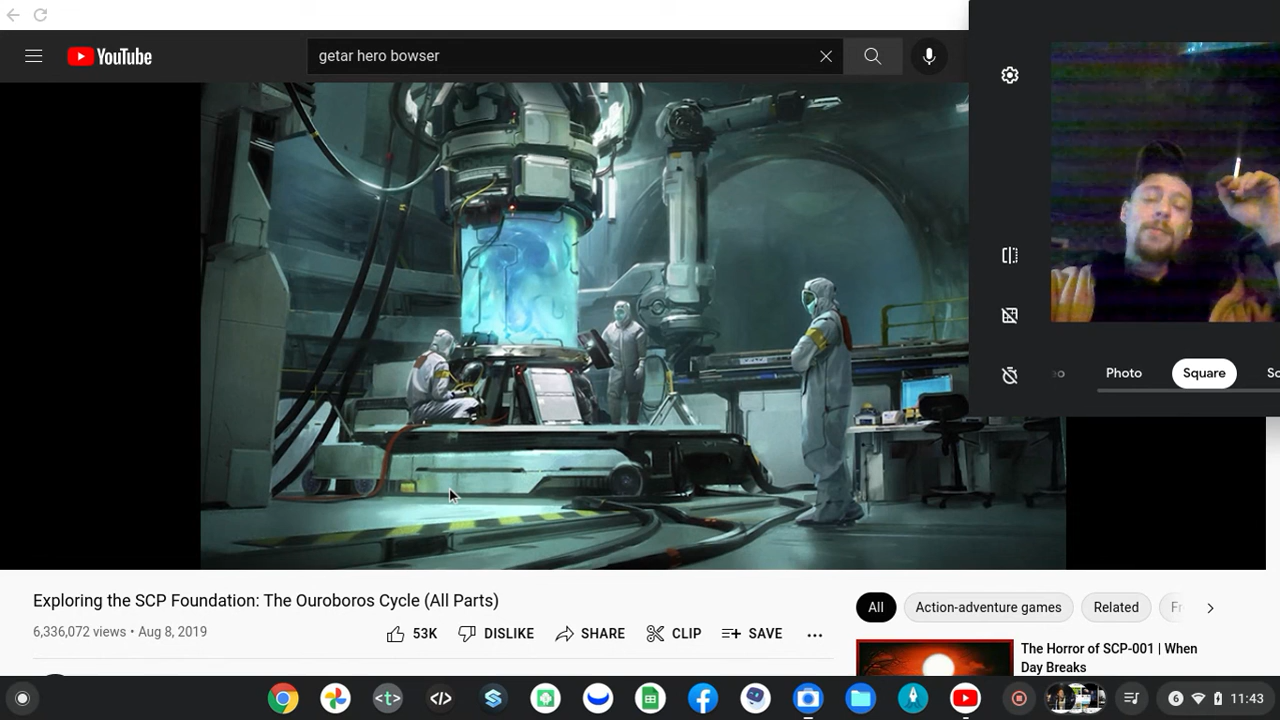 YouTube
getar hero bowser
eo
Photo
Square
Exploring the SCP Foundation: The Ouroboros Cycle (All Parts)
6,336,072 views • Aug 8, 2019
53K
DISLIKE
SHARE
CLIP
SAVE
All
Action-adventure games
Related
The Horror of SCP-001 | When
Day Breaks
<t>
</>
6
11:43